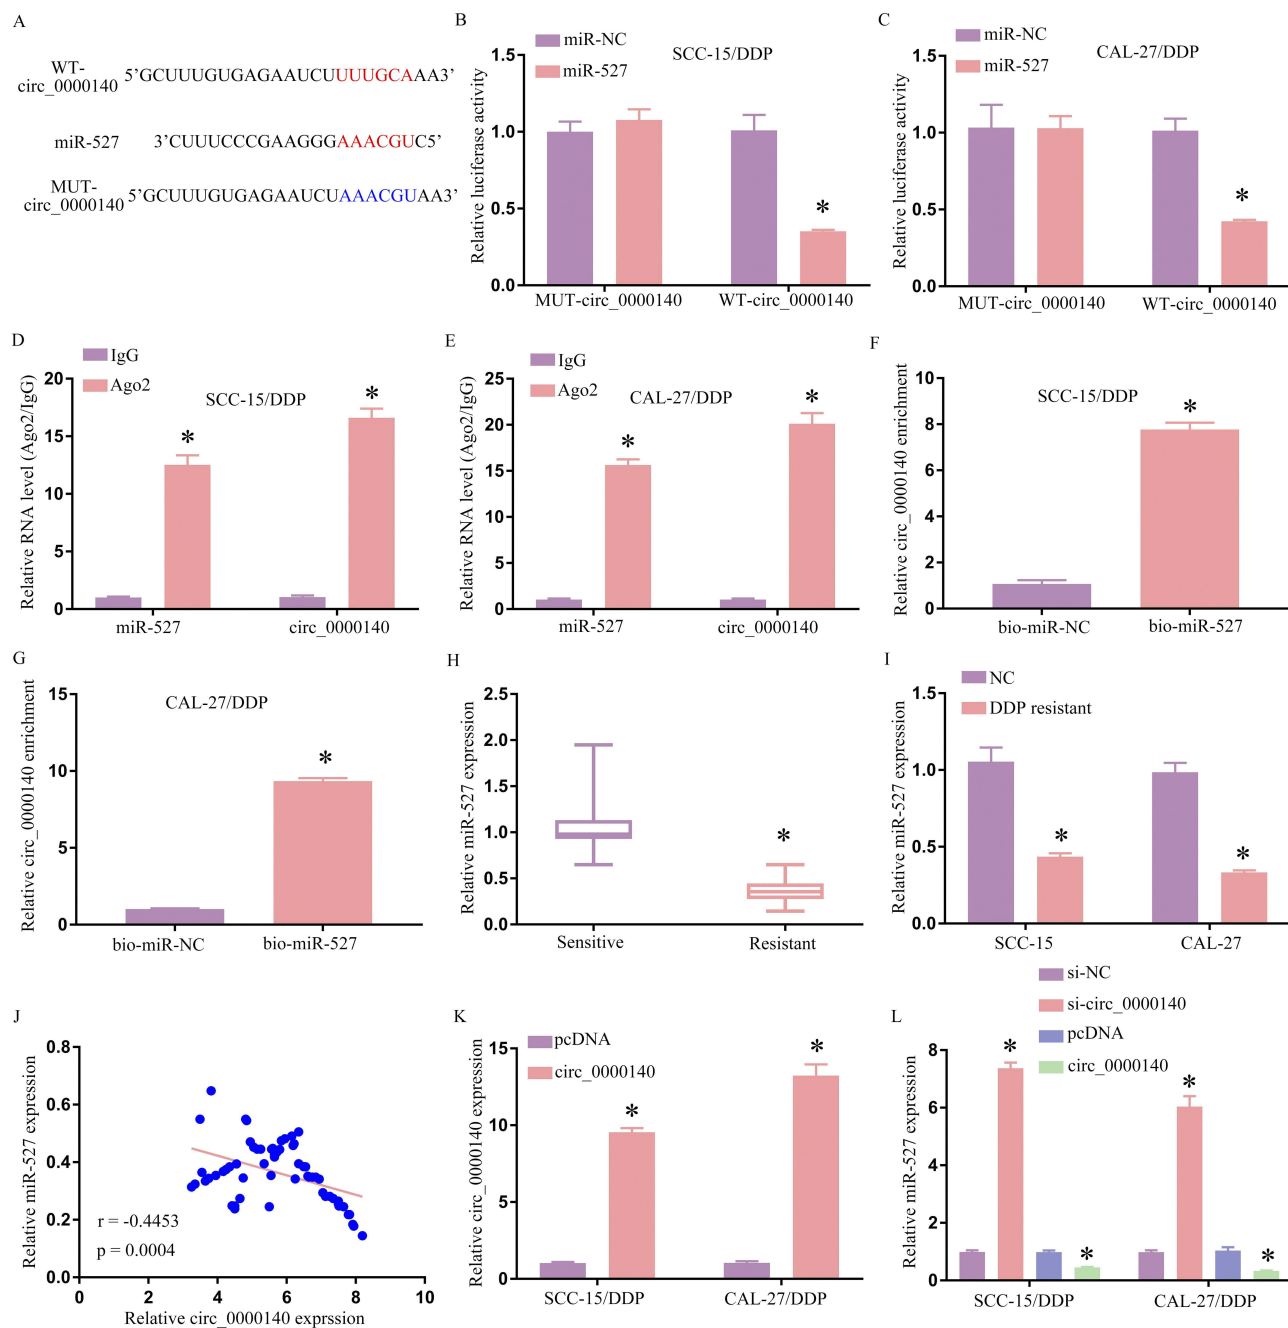 A
WT-
circ_0000140
5’GCUUUGUGAGAAUCUUUUGCAAA3’
miR-527
3’CUUUCCCGAAGGGAAACGUC5’
MUT-
circ_0000140
5’GCUUUGUGAGAAUCUAAACGUAA3’
B
miR-NC
miR-527
SCC-15/DDP
Relative luciferase activity
1.5
1.0
0.5
0.0
*
MUT-circ_0000140
WT-circ_0000140
C
miR-NC
miR-527
CAL-27/DDP
Relative luciferase activity
1.5
1.0
0.5
0.0
*
MUT-circ_0000140
WT-circ_0000140
D
IgG
Ago2
SCC-15/DDP
Relative RNA level (Ago2/IgG)
20
15
10
5
0
*
*
miR-527
circ_0000140
E
IgG
Ago2
CAL-27/DDP
Relative RNA level (Ago2/IgG)
25
20
15
10
5
0
*
*
miR-527
circ_0000140
F
SCC-15/DDP
Relative circ_0000140 enrichment
10
8
6
4
2
0
*
bio-miR-NC
bio-miR-527
G
CAL-27/DDP
Relative circ_0000140 enrichment
15
10
5
0
*
bio-miR-NC
bio-miR-527
H
Relative miR-527 expression
2.5
2.0
1.5
1.0
0.5
0.0
*
Sensitive
Resistant
I
NC
DDP resistant
Relative miR-527 expression
1.5
1.0
0.5
0.0
*
*
SCC-15
CAL-27
J
Relative miR-527 expression
0.8
0.6
0.4
0.2
0.0
r = -0.4453
p = 0.0004
0
2
4
6
8
10
Relative circ_0000140 exprssion
K
pcDNA
circ_0000140
Relative circ_0000140 expression
15
10
5
0
*
*
SCC-15/DDP
CAL-27/DDP
L
si-NC
si-circ_0000140
pcDNA
circ_0000140
Relative miR-527 expression
8
6
4
2
0
*
*
*
*
SCC-15/DDP
CAL-27/DDP